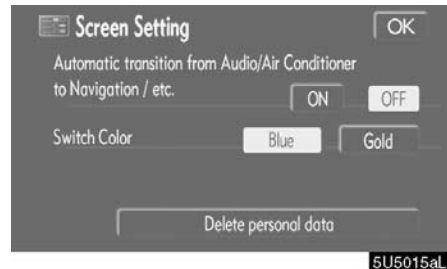 Screen Setting OK
Automatic transition from Audio/Air Conditioner
to Navigation / etc.
ON OFF
Switch Color Blue Gold
Delete personal data
5U5015aL